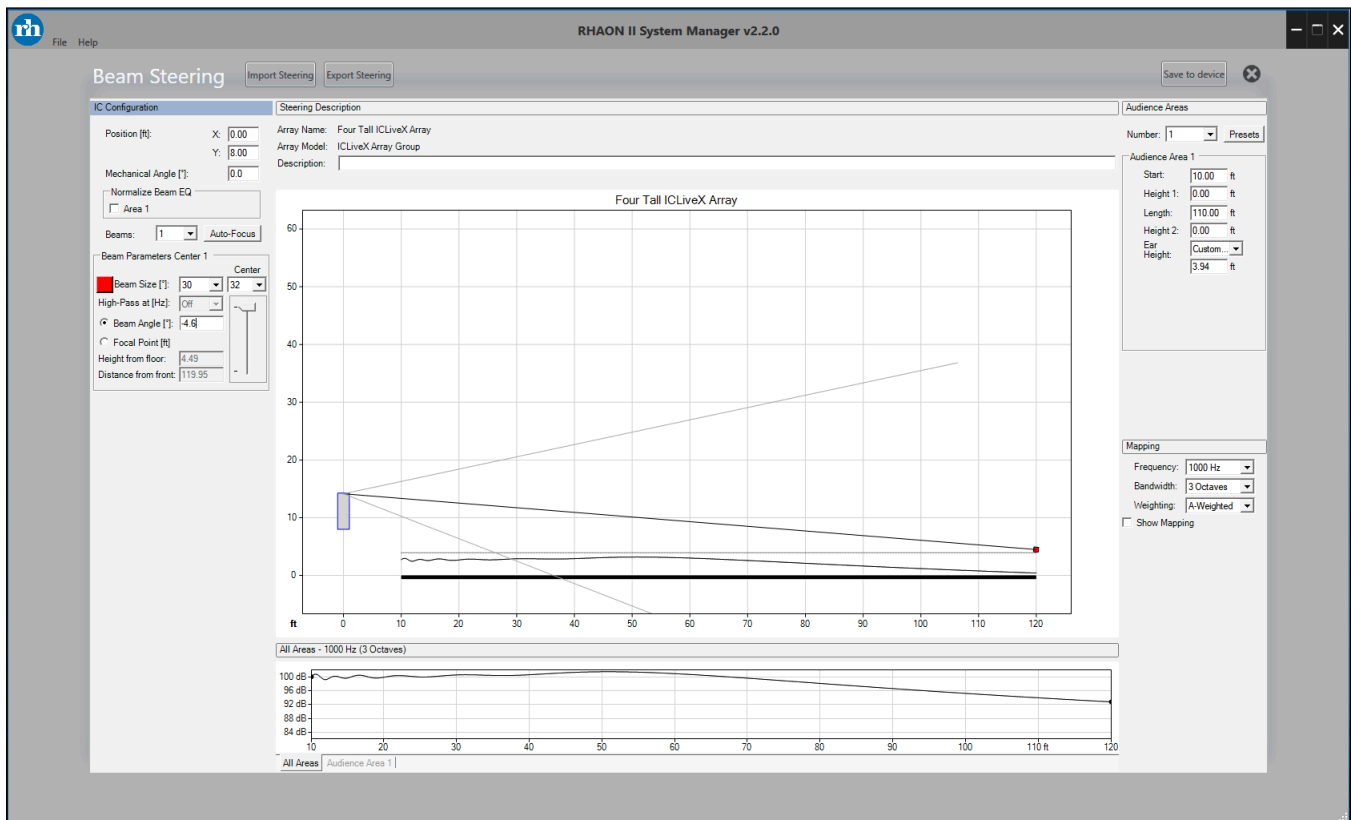 rh
File Help
RHAON II System Manager v2.2.0
Beam Steering
Import Steering
Export Steering
Save to device
IC Configuration
Position [ft]: X: 0.00
Y: 8.00
Mechanical Angle [°]: 0.0
Normalize Beam EQ
Area 1
Beams: 1 Auto-Focus
Beam Parameters Center 1
Center
Beam Size [°]: 30 32
High-Pass at [Hz]: Off
Beam Angle [°]: -4.6
Focal Point [ft]
Height from floor: 4.49
Distance from front: 119.95
Steering Description
Array Name: Four Tall ICLiveX Array
Array Model: ICLiveX Array Group
Description:
Four Tall ICLiveX Array
60
50
40
30
20
10
0
ft 0 10 20 30 40 50 60 70 80 90 100 110 120
All Areas - 1000 Hz (3 Octaves)
100 dB
96 dB
92 dB
88 dB
84 dB
10 20 30 40 50 60 70 80 90 100 110 ft 120
All Areas Audience Area 1
Audience Areas
Number: 1 Presets
Audience Area 1
Start: 10.00 ft
Height 1: 0.00 ft
Length: 110.00 ft
Height 2: 0.00 ft
Ear Height: Custom...
3.94 ft
Mapping
Frequency: 1000 Hz
Bandwidth: 3 Octaves
Weighting: A-Weighted
Show Mapping